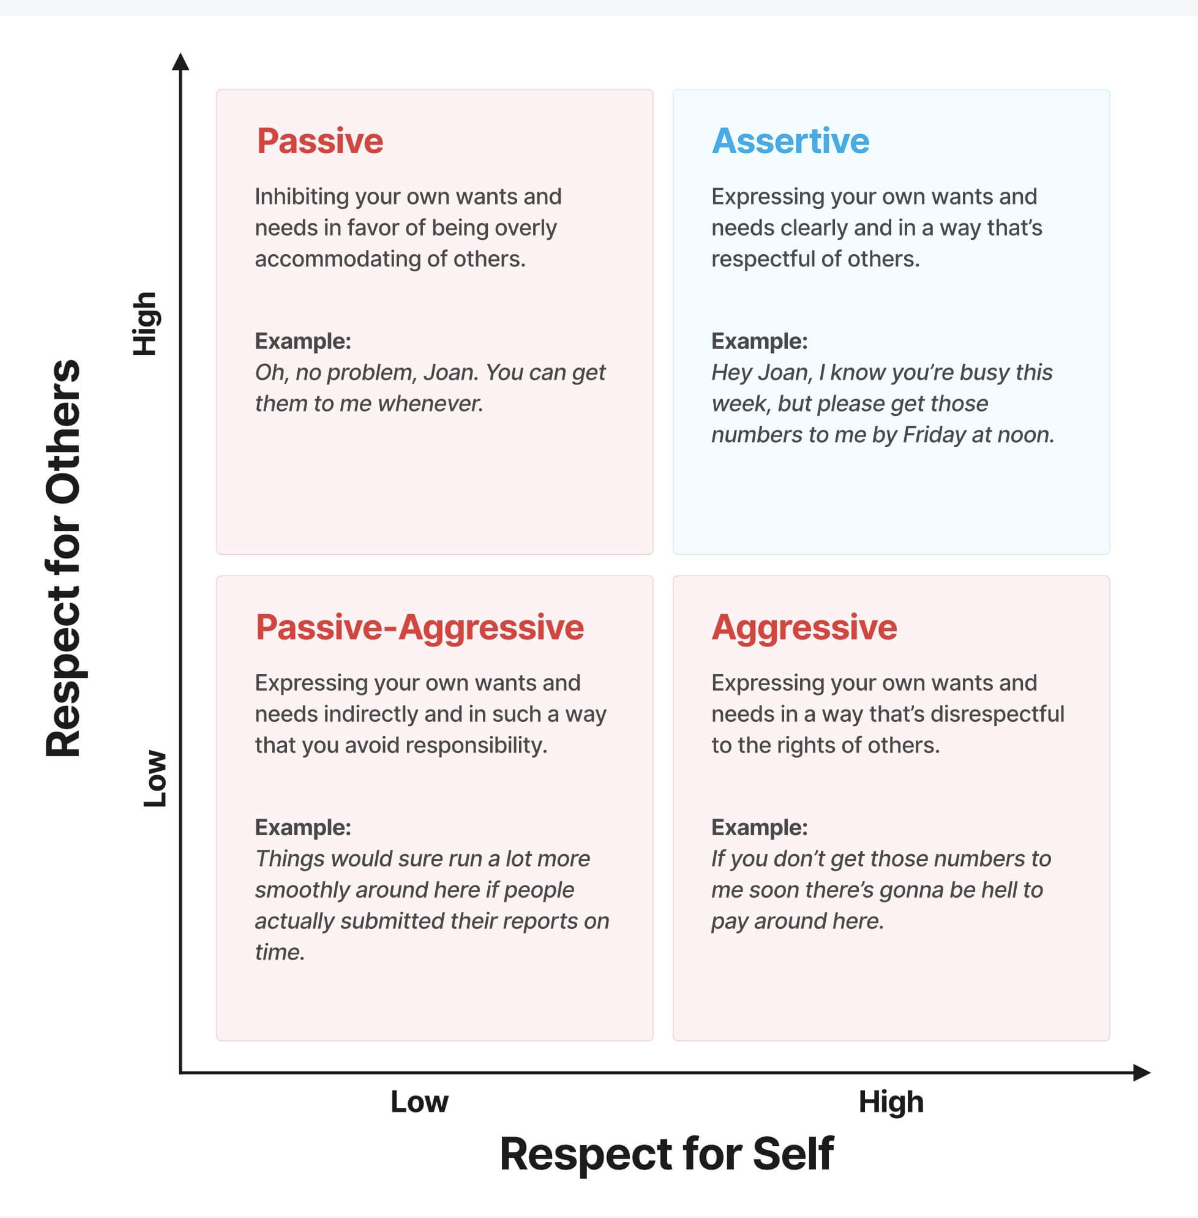 Passive
Inhibiting your own wants and
needs in favor of being overly
accommodating of others.
Example:
Oh, no problem, Joan. You can get
them to me whenever.
Assertive
Expressing your own wants and
needs clearly and in a way that’s
respectful of others.
Example:
Hey Joan, I know you’re busy this
week, but please get those
numbers to me by Friday at noon.
High
Respect for Others
Low
Passive-Aggressive
Expressing your own wants and
needs indirectly and in such a way
that you avoid responsibility.
Example:
Things would sure run a lot more
smoothly around here if people
actually submitted their reports on
time.
Aggressive
Expressing your own wants and
needs in a way that’s disrespectful
to the rights of others.
Example:
If you don’t get those numbers to
me soon there’s gonna be hell to
pay around here.
Low
High
Respect for Self